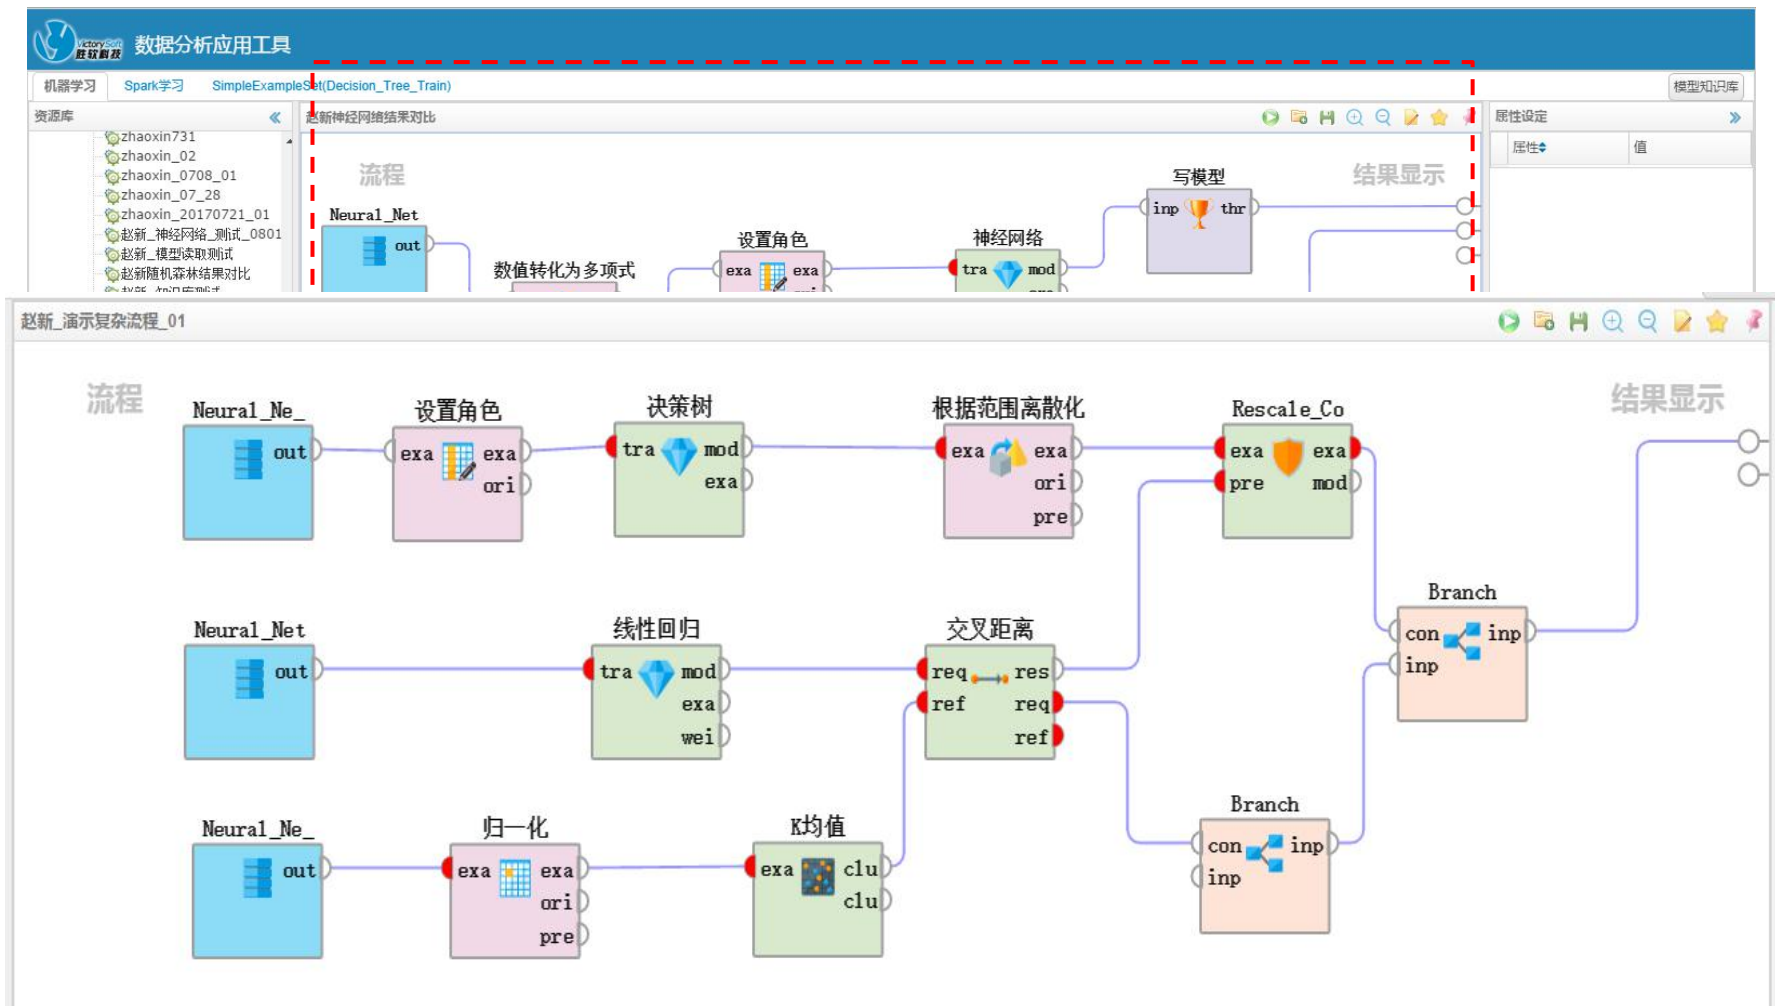 VictorySoft
胜软科技
数据分析应用工具
机器学习
Spark学习
SimpleExampleSet(Decision_Tree_Train)
模型知识库
资源库
赵新神经网络结果对比
属性设定
属性
值
zhaoxin731
zhaoxin_02
zhaoxin_0708_01
zhaoxin_07_28
zhaoxin_20170721_01
赵新_神经网络_测试_0801
赵新_模型读取测试
赵新随机森林结果对比
流程
结果显示
Neural_Net
out
数值转化为多项式
设置角色
exa
exa
神经网络
tra
mod
写模型
inp
thr
赵新_演示复杂流程_01
流程
结果显示
Neural_Ne_
out
设置角色
exa
exa
ori
决策树
tra
mod
exa
根据范围离散化
exa
exa
ori
pre
Rescale_Co
exa
exa
pre
mod
Branch
con
inp
inp
Neural_Net
out
线性回归
tra
mod
exa
wei
交叉距离
req
res
ref
req
ref
Branch
con
inp
inp
Neural_Ne_
out
归一化
exa
exa
ori
pre
K均值
exa
clu
clu